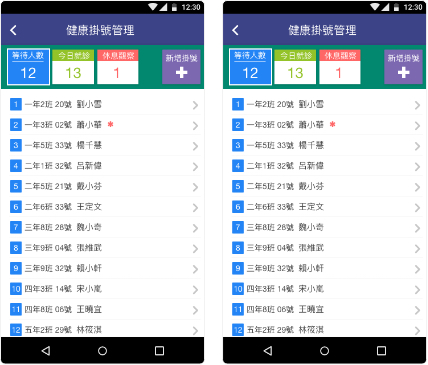 12:30
健康掛號管理
等待人數 今日就診 休息觀察 新增掛號
12 13 1
1 一年2班 20號 劉小雪
2 一年3班 02號 蕭小華 *
3 一年5班 33號 楊千慧
4 二年1班 32號 呂新偉
5 二年5班 21號 戴小芬
6 二年6班 33號 王定文
7 三年8班 28號 魏小奇
8 三年9班 04號 張維武
9 三年9班 32號 賴小軒
10 四年3班 14號 宋小嵐
11 四年8班 06號 王曉宜
12 五年2班 29號 林筱淇
12:30
健康掛號管理
等待人數 今日就診 休息觀察 新增掛號
12 13 1
1 一年2班 20號 劉小雪
2 一年3班 02號 蕭小華 *
3 一年5班 33號 楊千慧
4 二年1班 32號 呂新偉
5 二年5班 21號 戴小芬
6 二年6班 33號 王定文
7 三年8班 28號 魏小奇
8 三年9班 04號 張維武
9 三年9班 32號 賴小軒
10 四年3班 14號 宋小嵐
11 四年8班 06號 王曉宜
12 五年2班 29號 林筱淇